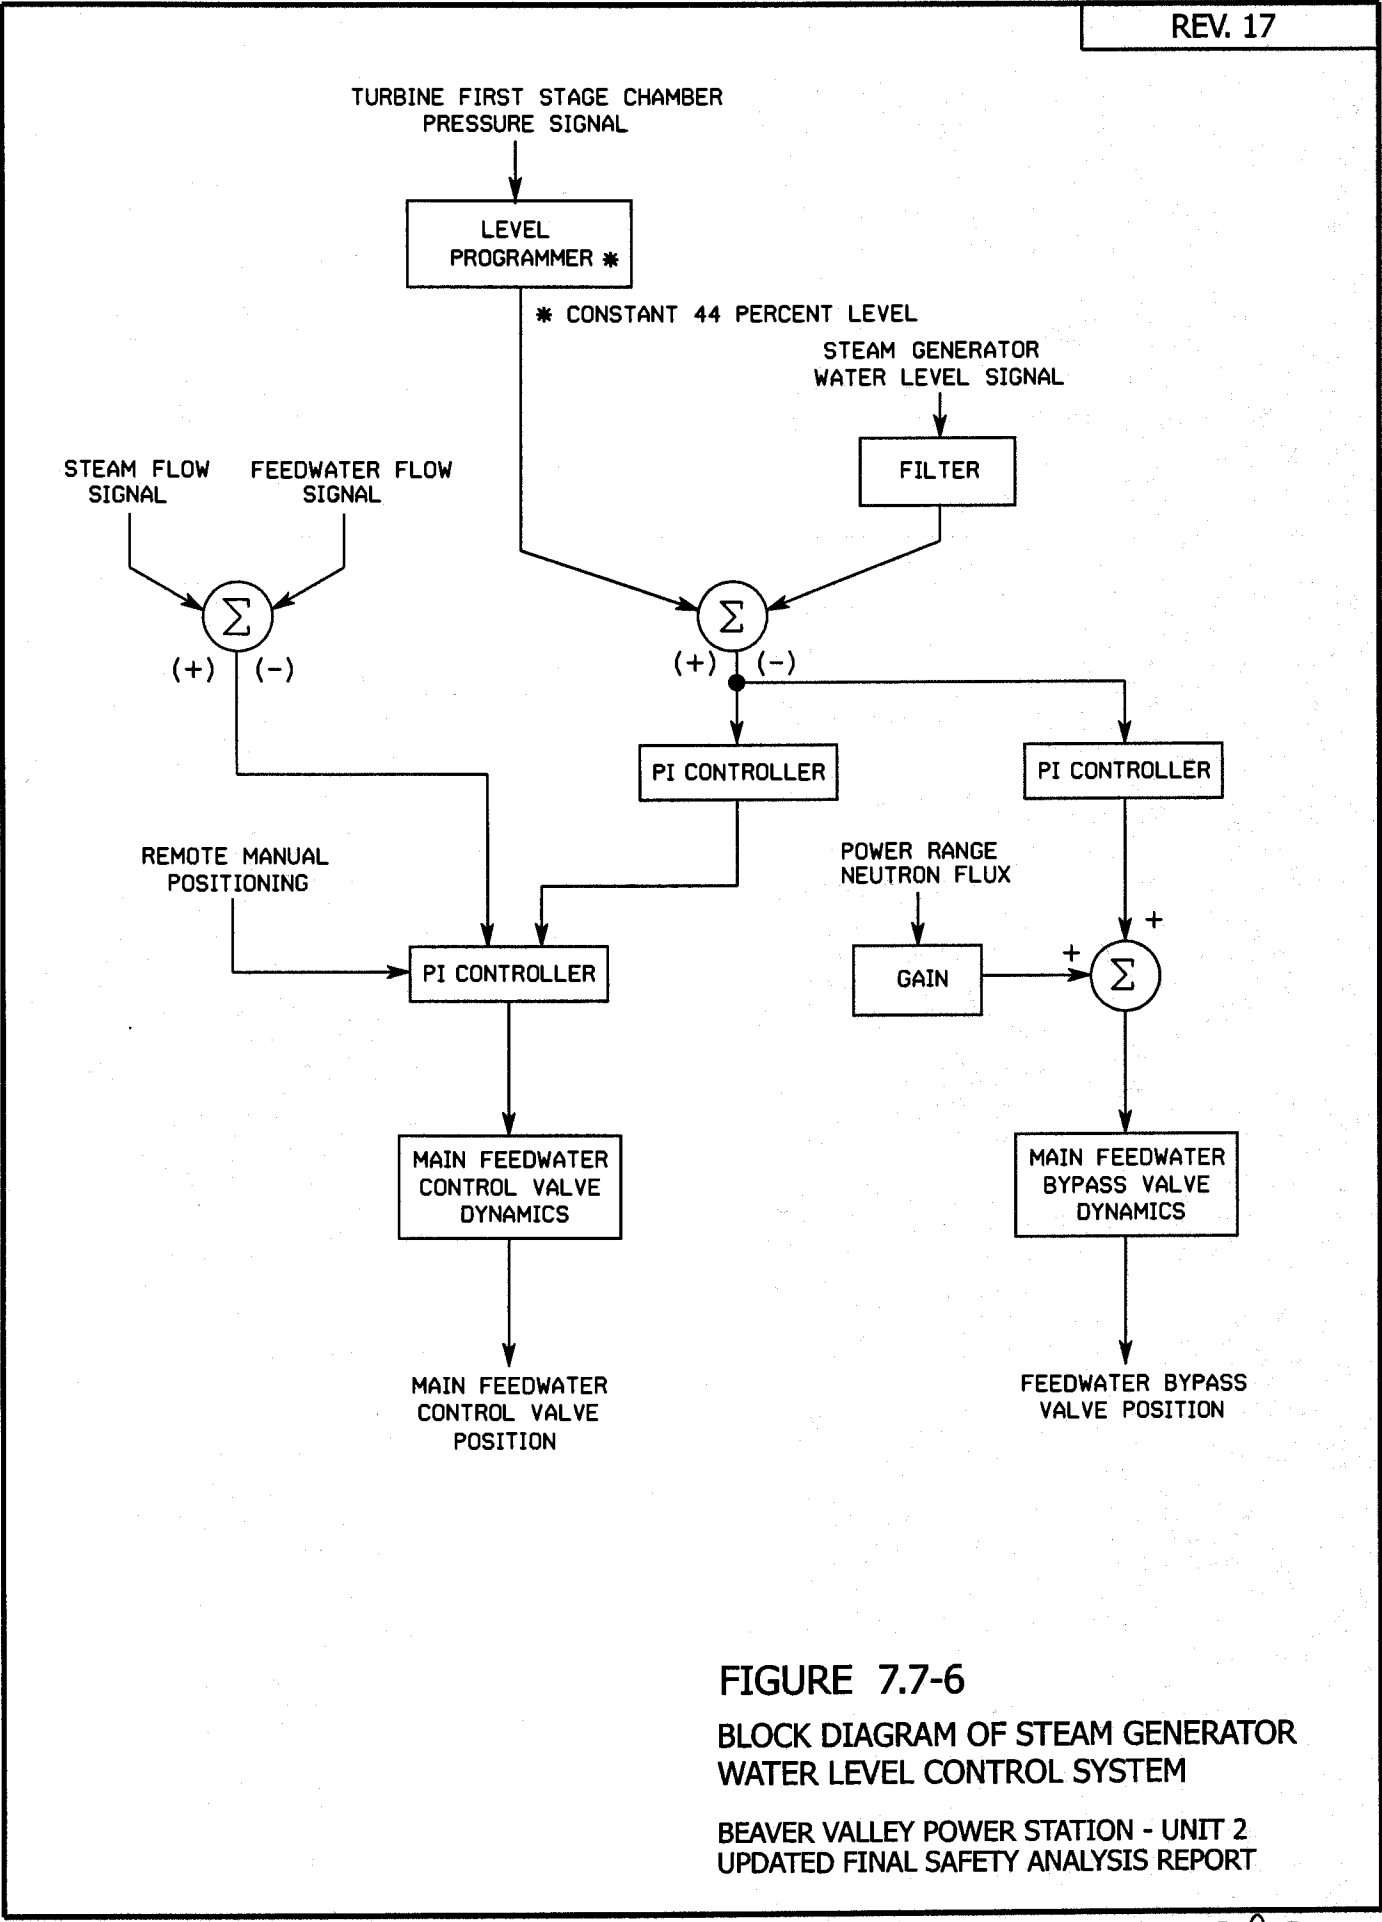 REV. 17
TURBINE FIRST STAGE CHAMBER
PRESSURE SIGNAL
LEVEL
PROGRAMMER *
* CONSTANT 44 PERCENT LEVEL
STEAM GENERATOR
WATER LEVEL SIGNAL
FILTER
STEAM FLOW
SIGNAL
FEEDWATER FLOW
SIGNAL
Σ
(+) (-)
Σ
(+) (-)
PI CONTROLLER
PI CONTROLLER
REMOTE MANUAL
POSITIONING
POWER RANGE
NEUTRON FLUX
+
+
PI CONTROLLER
GAIN
Σ
MAIN FEEDWATER
CONTROL VALVE
DYNAMICS
MAIN FEEDWATER
BYPASS VALVE
DYNAMICS
MAIN FEEDWATER
CONTROL VALVE
POSITION
FEEDWATER BYPASS
VALVE POSITION
FIGURE 7.7-6
BLOCK DIAGRAM OF STEAM GENERATOR
WATER LEVEL CONTROL SYSTEM
BEAVER VALLEY POWER STATION - UNIT 2
UPDATED FINAL SAFETY ANALYSIS REPORT